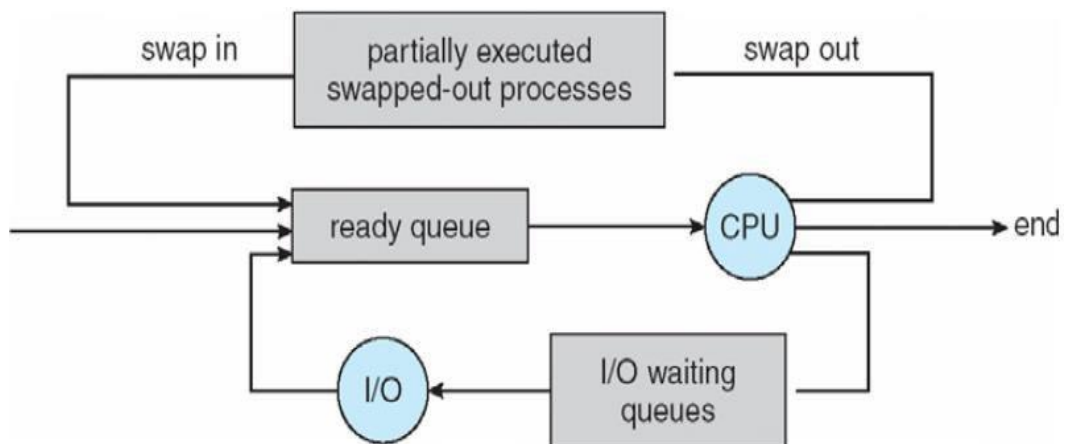 swap in
partially executed
swapped-out processes
swap out
ready queue
CPU
end
I/O
I/O waiting
queues